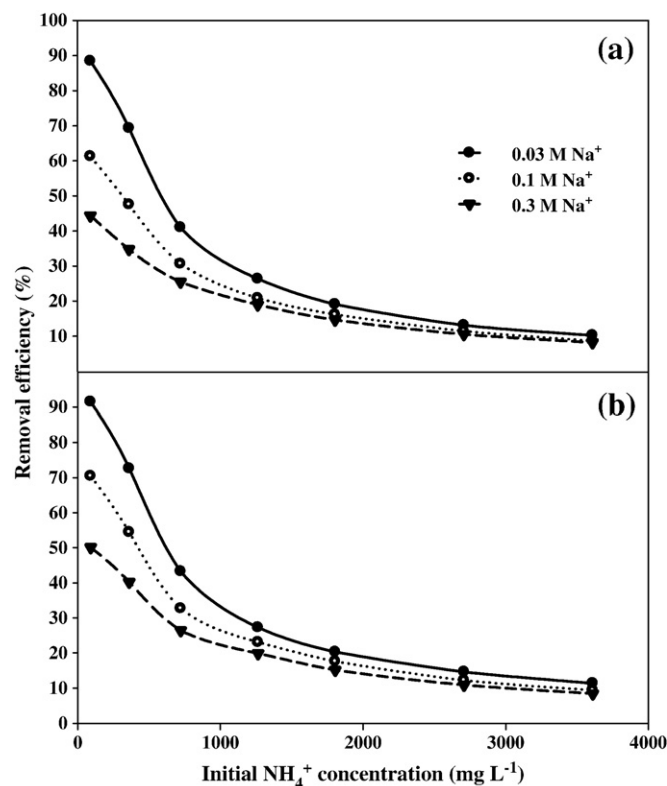 100
90
80
70
60
50
40
30
20
10
(a)
0.03 M Na⁺
0.1 M Na⁺
0.3 M Na⁺
Removal efficiency (%)
90
80
70
60
50
40
30
20
10
0
(b)
0 1000 2000 3000 4000
Initial NH₄⁺ concentration (mg L⁻¹)